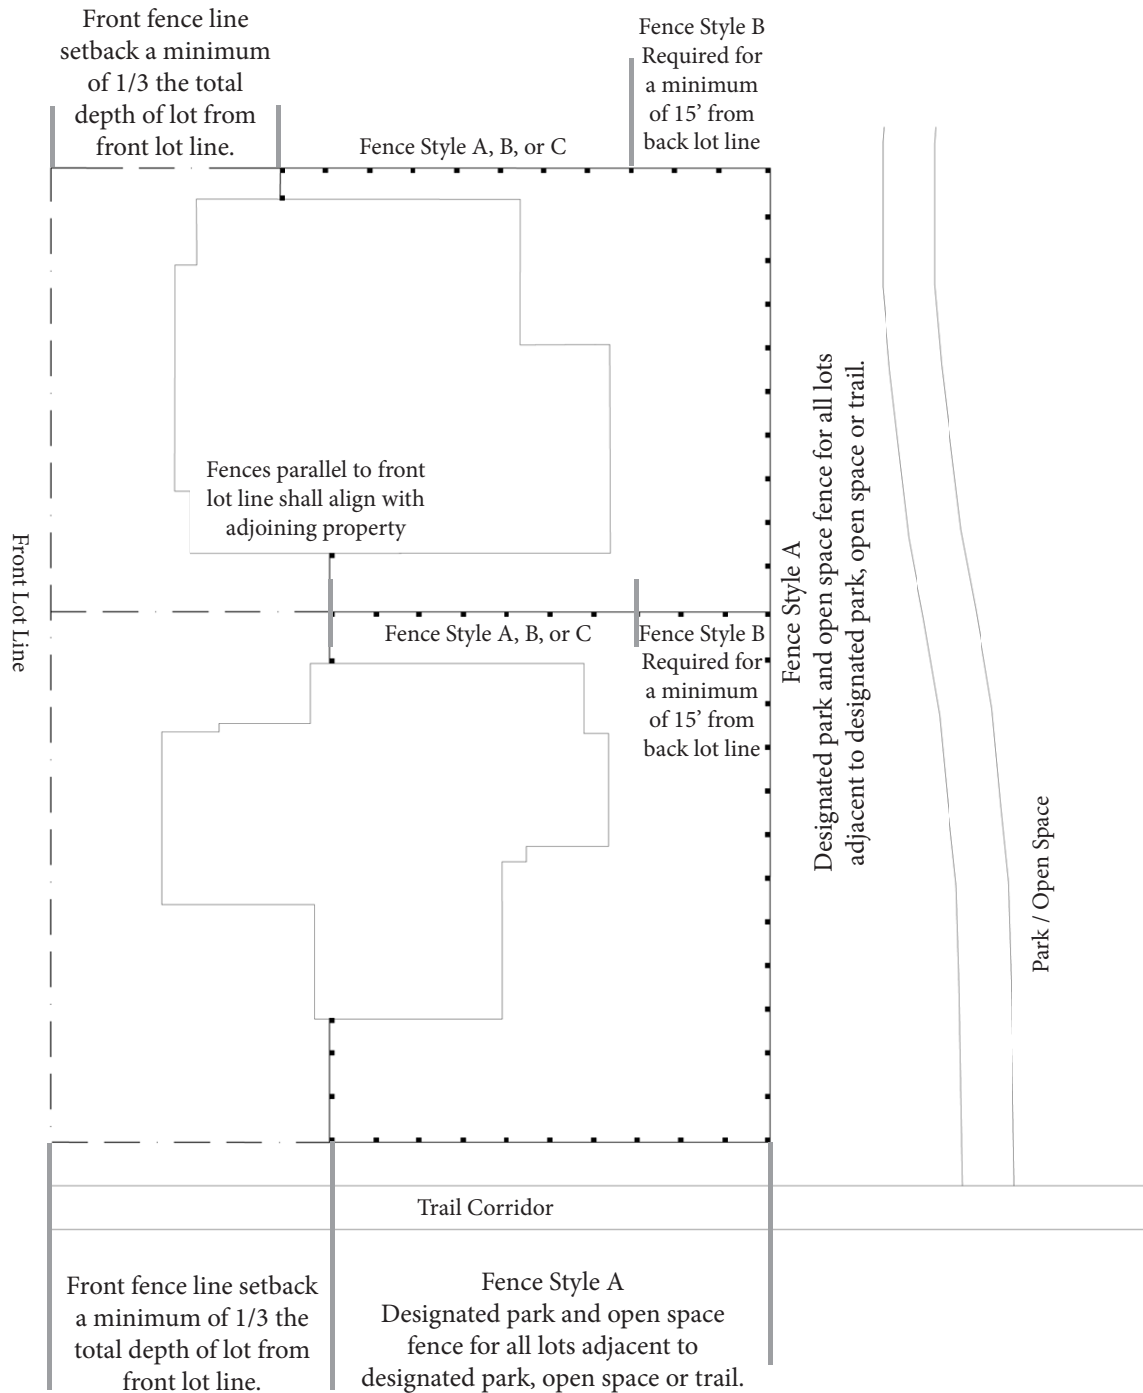 Front fence line
setback a minimum
of 1/3 the total
depth of lot from
front lot line.
Fence Style A, B, or C
Fence Style B
Required for
a minimum
of 15’ from
back lot line
Fences parallel to front
lot line shall align with
adjoining property
Front Lot Line
Fence Style A, B, or C
Fence Style B
Required for
a minimum
of 15’ from
back lot line
Fence Style A
Designated park and open space fence for all lots
adjacent to designated park, open space or trail.
Park / Open Space
Trail Corridor
Front fence line setback
a minimum of 1/3 the
total depth of lot from
front lot line.
Fence Style A
Designated park and open space
fence for all lots adjacent to
designated park, open space or trail.